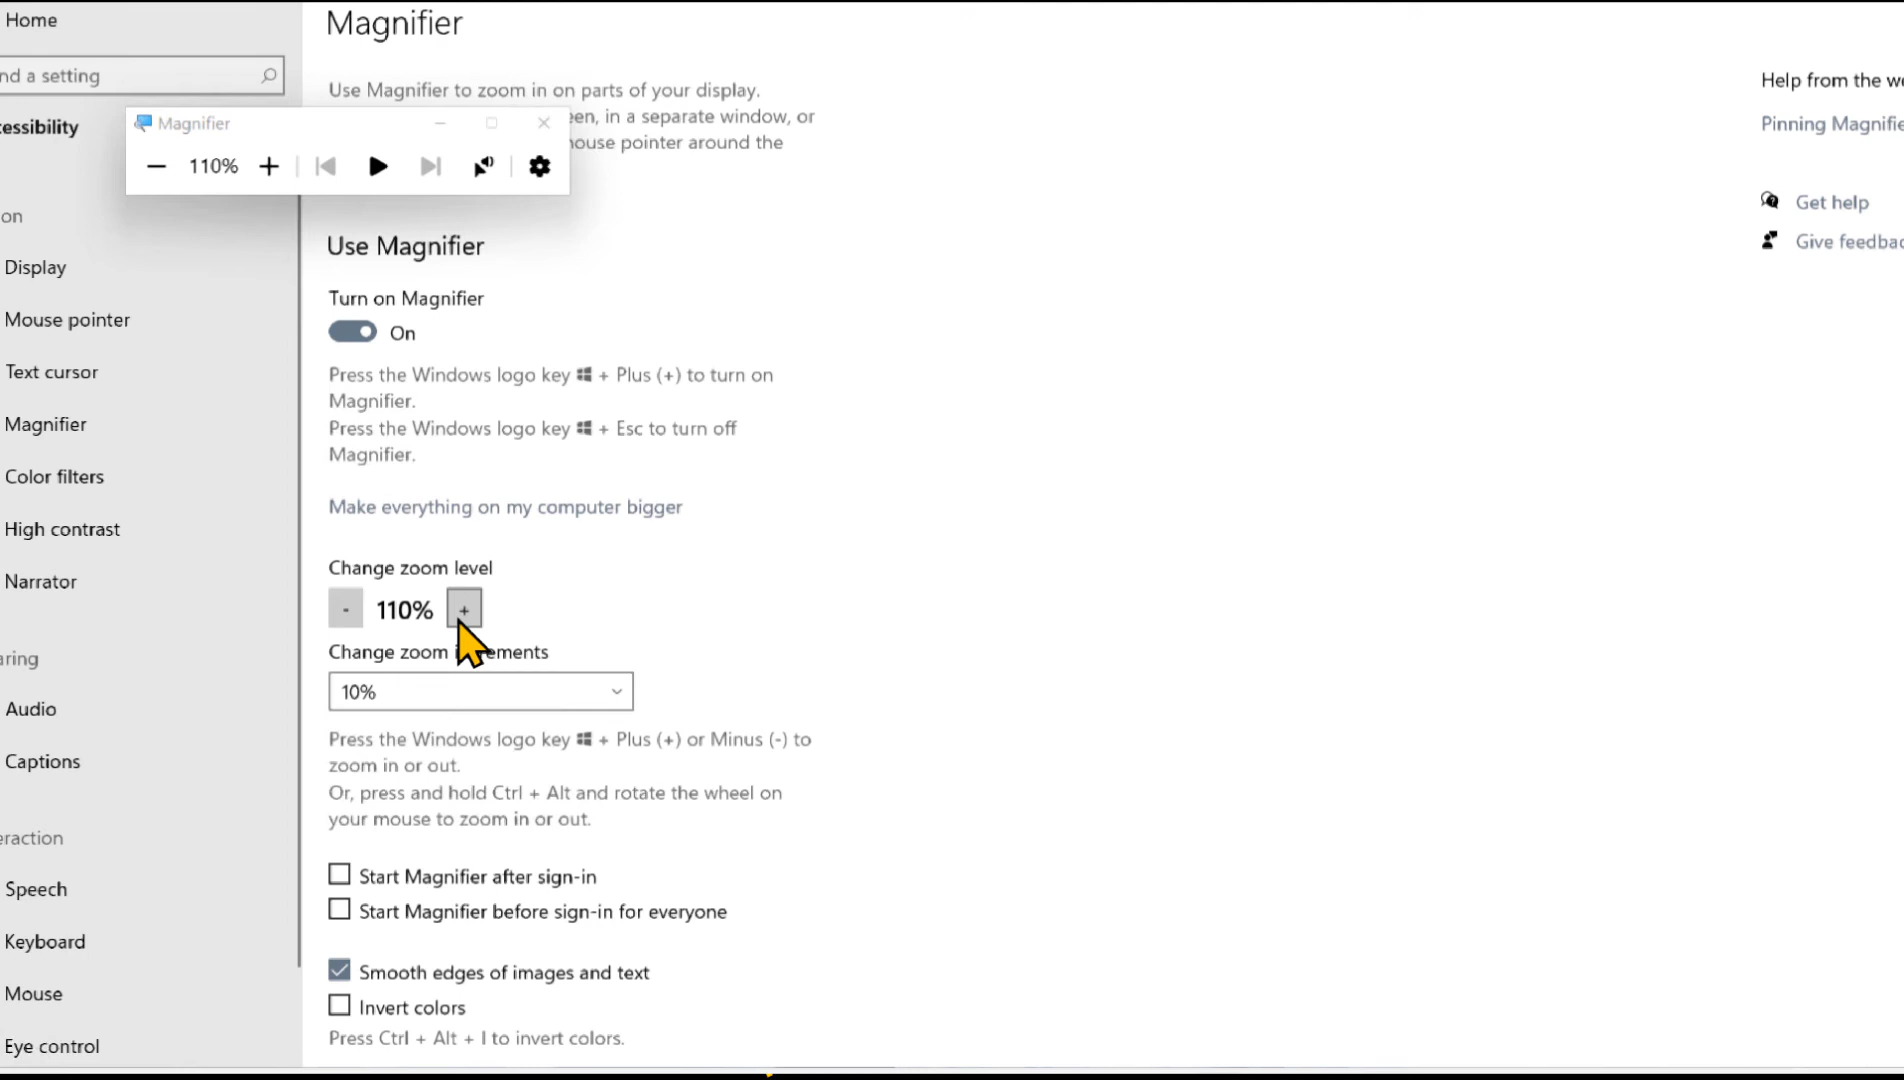 Home
nd a setting
essibility
on
Display
Mouse pointer
Text cursor
Magnifier
Color filters
High contrast
Narrator
aring
Audio
Captions
eraction
Speech
Keyboard
Mouse
Eye control
Magnifier
110%
Magnifier
Use Magnifier to zoom in on parts of your display.
een, in a separate window, or
ouse pointer around the
Use Magnifier
Turn on Magnifier
On
Press the Windows logo key + Plus (+) to turn on
Magnifier.
Press the Windows logo key + Esc to turn off
Magnifier.
Make everything on my computer bigger
Change zoom level
- 110% +
Change zoom i ements
10%
Press the Windows logo key + Plus (+) or Minus (-) to
zoom in or out.
Or, press and hold Ctrl + Alt and rotate the wheel on
your mouse to zoom in or out.
Start Magnifier after sign-in
Start Magnifier before sign-in for everyone
Smooth edges of images and text
Invert colors
Press Ctrl + Alt + I to invert colors.
Help from the we
Pinning Magnifie
Get help
Give feedbac